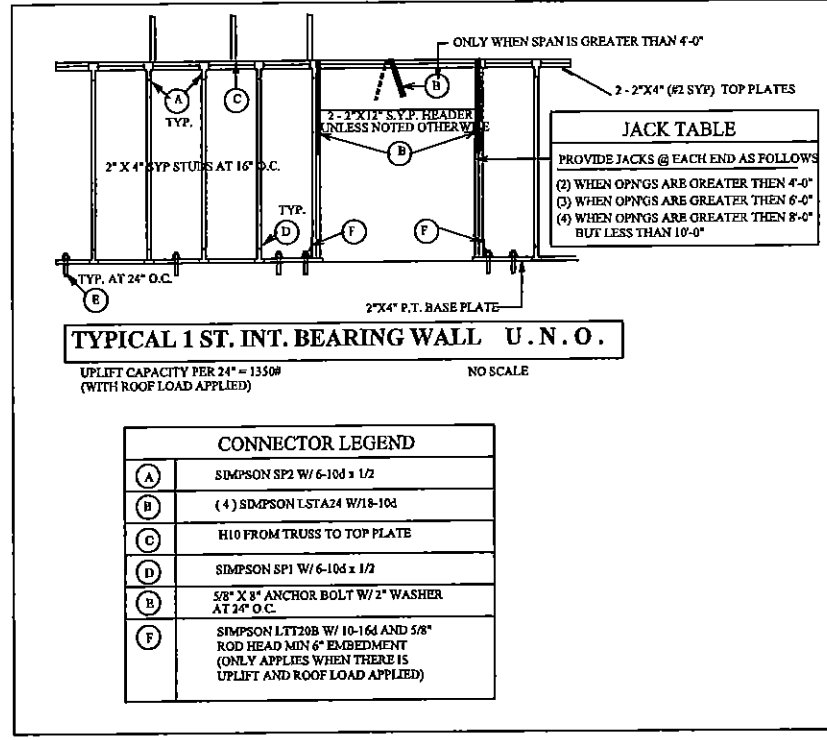 ONLY WHEN SPAN IS GREATER THAN 4'-0"
B
A
TYP.
C
2 - 2"X4" (#2 SYP) TOP PLATES
2 - 2"X12" S.Y.P. HEADER
UNLESS NOTED OTHERWISE
B
2" X 4" SYP STUDS AT 16" O.C.
JACK TABLE
PROVIDE JACKS @ EACH END AS FOLLOWS
(2) WHEN OPN'GS ARE GREATER THEN 4'-0"
(3) WHEN OPN'GS ARE GREATER THEN 6'-0"
(4) WHEN OPN'GS ARE GREATER THEN 8'-0"
BUT LESS THAN 10'-0"
TYP.
D
F
F
TYP. AT 24" O.C.
E
2"X4" P.T. BASE PLATE
TYPICAL 1 ST. INT. BEARING WALL U.N.O.
UPLIFT CAPACITY PER 24" = 1350#
(WITH ROOF LOAD APPLIED)
NO SCALE
CONNECTOR LEGEND
A SIMPSON SP2 W/ 6-10d x 1/2
B ( 4 ) SIMPSON LSTA24 W/18-10d
C H10 FROM TRUSS TO TOP PLATE
D SIMPSON SP1 W/ 6-10d x 1/2
E 5/8" X 8" ANCHOR BOLT W/ 2" WASHER
AT 24" O.C.
F SIMPSON LTT20B W/ 10-16d AND 5/8"
ROD HEAD MIN 6" EMBEDMENT
(ONLY APPLIES WHEN THERE IS
UPLIFT AND ROOF LOAD APPLIED)